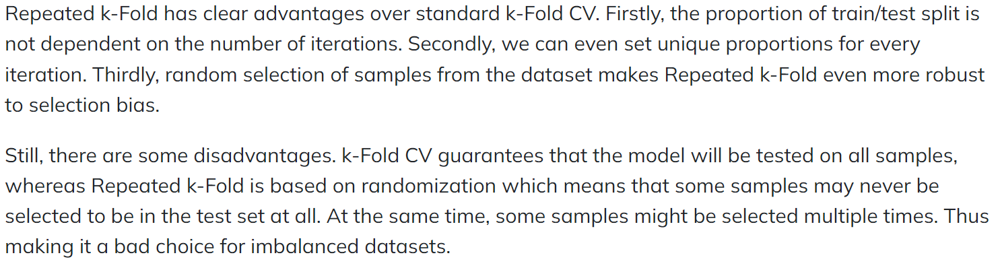 Repeated k-Fold has clear advantages over standard k-Fold CV. Firstly, the proportion of train/test split is
not dependent on the number of iterations. Secondly, we can even set unique proportions for every
iteration. Thirdly, random selection of samples from the dataset makes Repeated k-Fold even more robust
to selection bias.
Still, there are some disadvantages. k-Fold CV guarantees that the model will be tested on all samples,
whereas Repeated k-Fold is based on randomization which means that some samples may never be
selected to be in the test set at all. At the same time, some samples might be selected multiple times. Thus
making it a bad choice for imbalanced datasets.